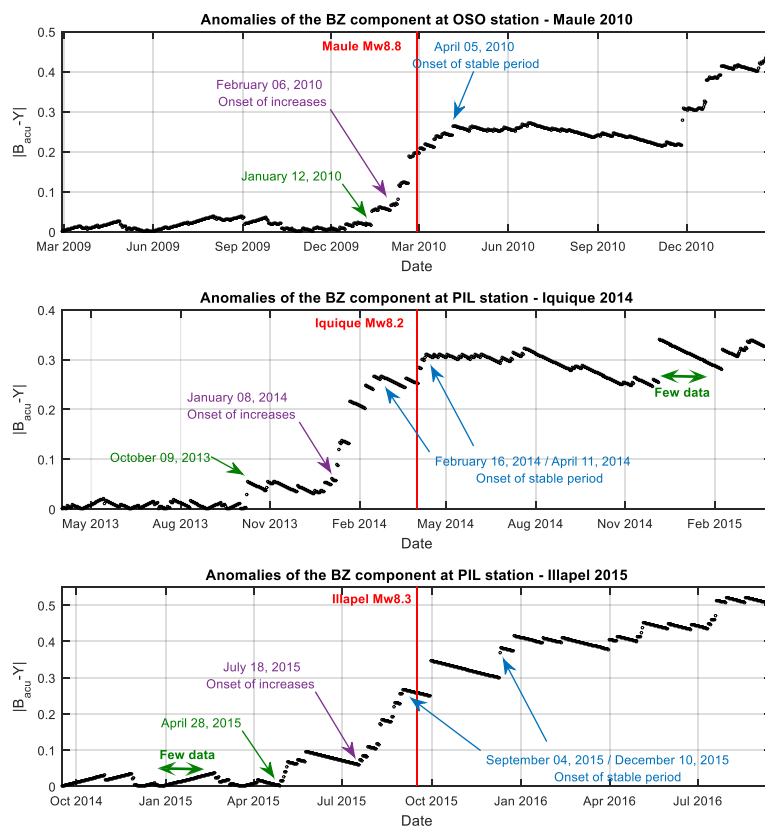 Anomalies of the BZ component at OSO station - Maule 2010
0.5
Maule Mw8.8
April 05, 2010
Onset of stable period
0.4
February 06, 2010
Onset of increases
0.3
|Bacu-Y|
0.2
January 12, 2010
0.1
0
Mar 2009 Jun 2009 Sep 2009 Dec 2009 Mar 2010 Jun 2010 Sep 2010 Dec 2010
Date
Anomalies of the BZ component at PIL station - Iquique 2014
0.4
Iquique Mw8.2
0.3
January 08, 2014
Onset of increases
Few data
|Bacu-Y|
0.2
October 09, 2013
February 16, 2014 / April 11, 2014
Onset of stable period
0.1
0
May 2013 Aug 2013 Nov 2013 Feb 2014 May 2014 Aug 2014 Nov 2014 Feb 2015
Date
Anomalies of the BZ component at PIL station - Illapel 2015
Illapel Mw8.3
0.5
0.4
July 18, 2015
Onset of increases
0.3
|Bacu-Y|
0.2
April 28, 2015
Few data
0.1
September 04, 2015 / December 10, 2015
Onset of stable period
0
Oct 2014 Jan 2015 Apr 2015 Jul 2015 Oct 2015 Jan 2016 Apr 2016 Jul 2016
Date